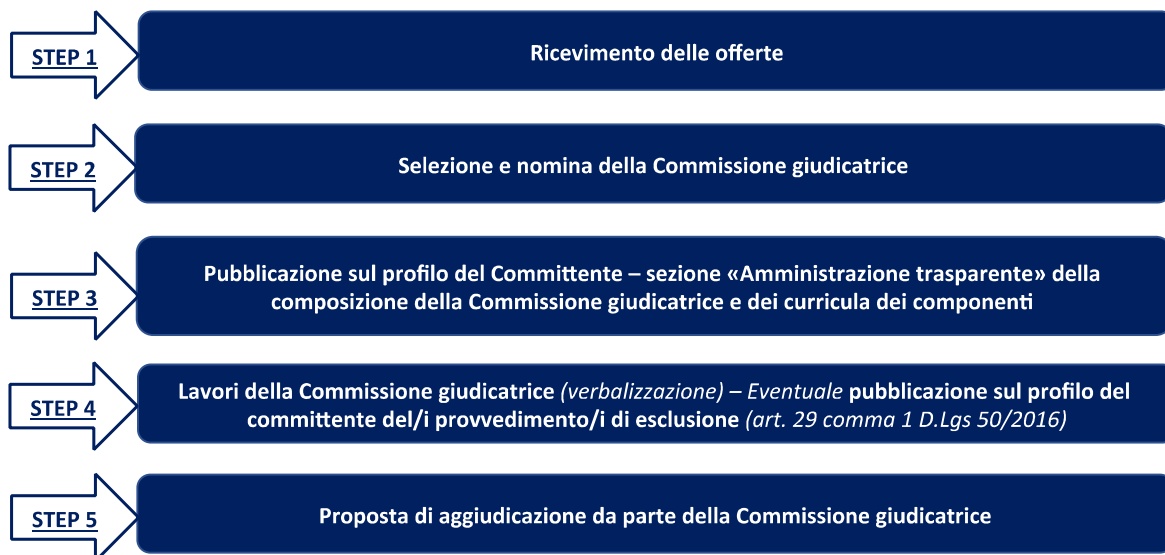 STEP 1
Ricevimento delle offerte
STEP 2
Selezione e nomina della Commissione giudicatrice
STEP 3
Pubblicazione sul profilo del Committente – sezione «Amministrazione trasparente» della
composizione della Commissione giudicatrice e dei curricula dei componenti
STEP 4
Lavori della Commissione giudicatrice (verbalizzazione) – Eventuale pubblicazione sul profilo del
committente del/i provvedimento/i di esclusione (art. 29 comma 1 D.Lgs 50/2016)
STEP 5
Proposta di aggiudicazione da parte della Commissione giudicatrice